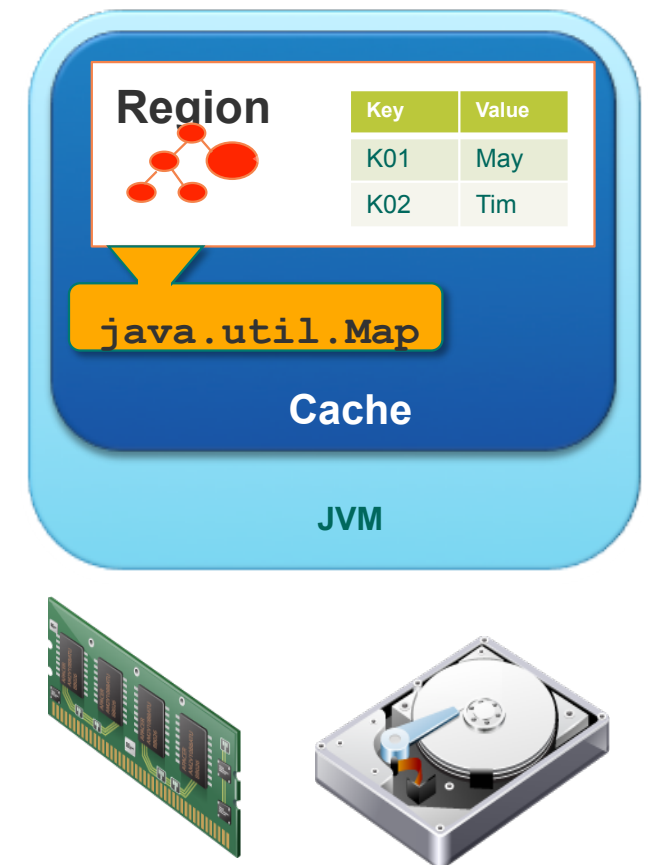 Region
Key Value
K01 May
K02 Tim
java.util.Map
Cache
JVM